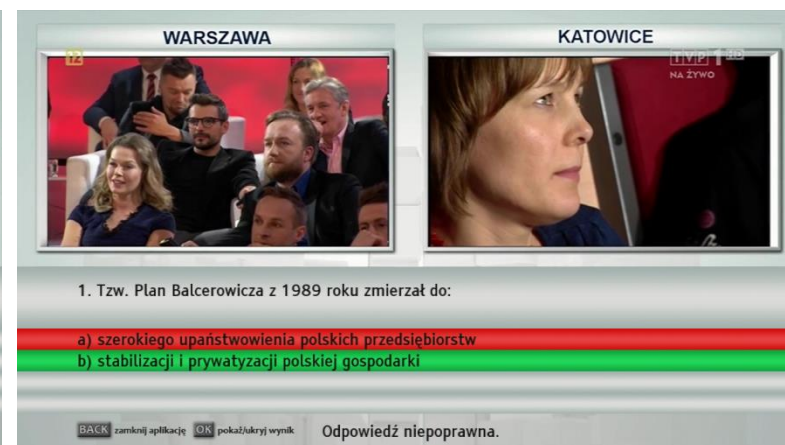 WARSZAWA
KATOWICE
12
TVP 1 HD
NA ŻYWO
1. Tzw. Plan Balcerowicza z 1989 roku zmierzał do:
a) szerokiego upaństwowienia polskich przedsiębiorstw
b) stabilizacji i prywatyzacji polskiej gospodarki
BACK zamknij aplikację OK pokaż/ukryj wynik Odpowiedź niepoprawna.